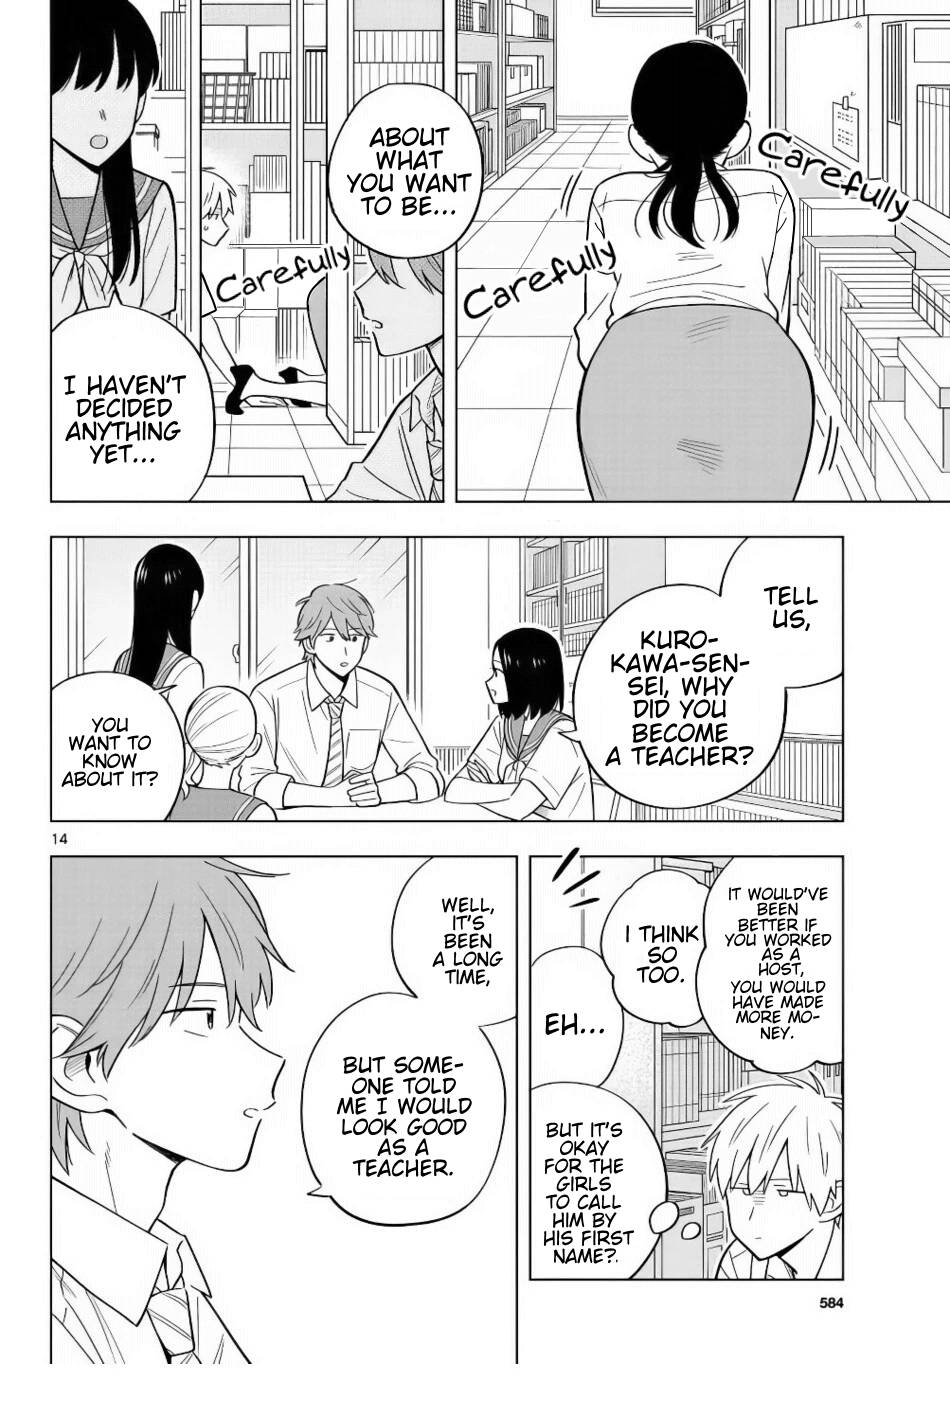 Carefully
Carefully
ABOUT
WHAT
YOU WANT
TO BE...
Carefully
I HAVEN'T
DECIDED
ANYTHING
YET...
TELL
US,
KURO-
KAWA-SEN-
SEI, WHY
DID YOU
BECOME
A TEACHER?
YOU
WANT TO
KNOW
ABOUT IT?
14
IT WOULD'VE
BEEN
BETTER IF
YOU WORKED
AS A
HOST,
YOU WOULD
HAVE MADE
MORE MO-
NEY.
I THINK
SO
TOO.
EH...
BUT IT'S
OKAY
FOR THE
GIRLS
TO CALL
HIM BY
HIS FIRST
NAME?
WELL,
IT'S
BEEN
A LONG
TIME,
BUT SOME-
ONE TOLD
ME I WOULD
LOOK GOOD
AS A
TEACHER.
584